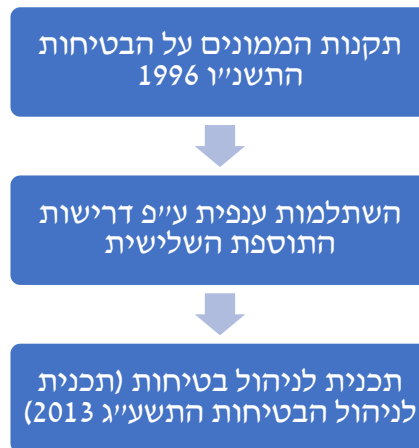 תקנות הממונים על הבטיחות
התשנ״ו 1996
השתלמות ענפית ע״פ דרישות
התוספת השלישית
תכנית לניהול בטיחות (תכנית
לניהול הבטיחות התשע״ג 2013)